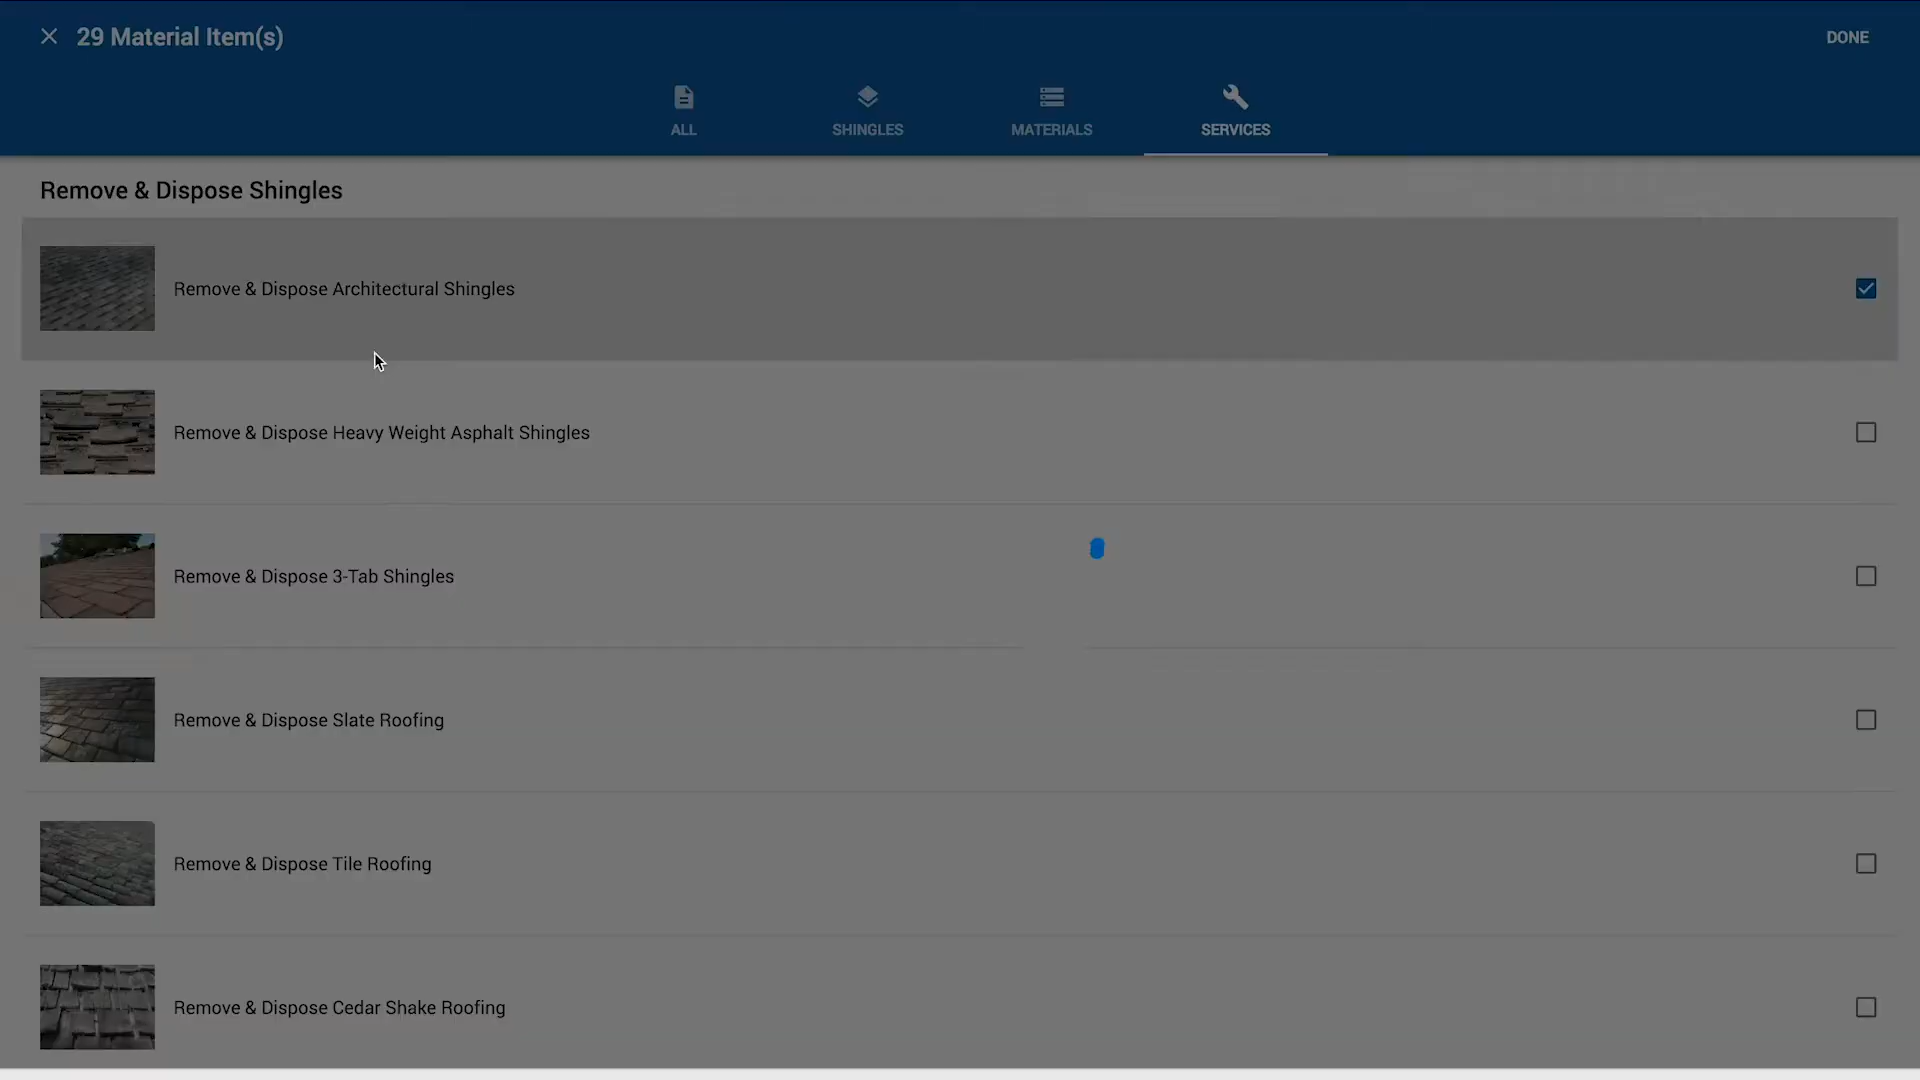 29 Material Item(s)
DONE
ALL
SHINGLES
MATERIALS
SERVICES
Remove & Dispose Shingles
Remove & Dispose Architectural Shingles
Remove & Dispose Heavy Weight Asphalt Shingles
Remove & Dispose 3-Tab Shingles
Remove & Dispose Slate Roofing
Remove & Dispose Tile Roofing
Remove & Dispose Cedar Shake Roofing